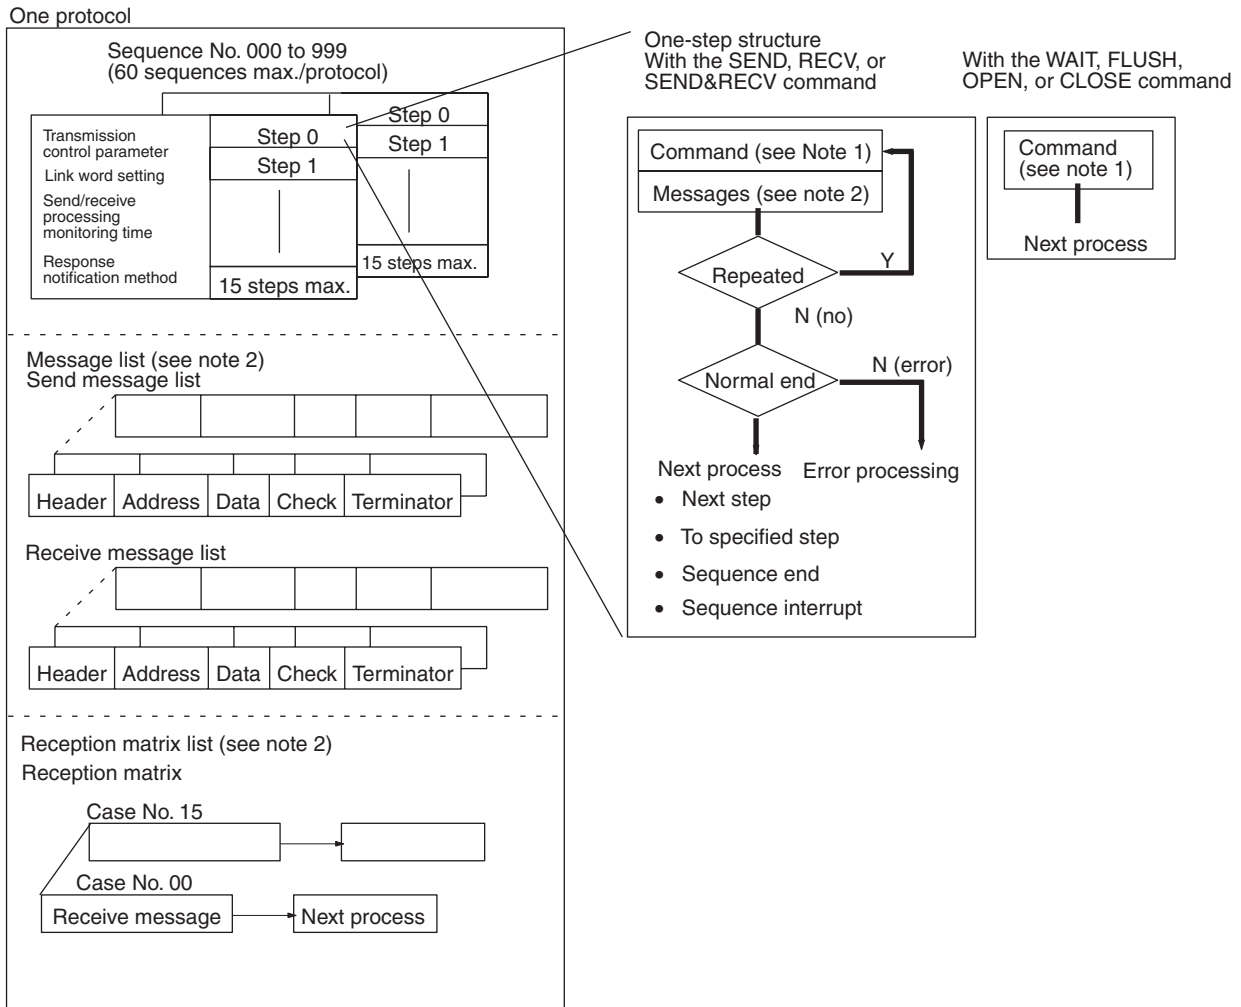 One protocol
Sequence No. 000 to 999
(60 sequences max./protocol)
Transmission
control parameter
Link word setting
Send/receive
processing
monitoring time
Response
notification method
Step 0
Step 1
15 steps max.
Step 0
Step 1
15 steps max.
Message list (see note 2)
Send message list
Header
Address
Data
Check
Terminator
Receive message list
Header
Address
Data
Check
Terminator
Reception matrix list (see note 2)
Reception matrix
Case No. 15
Case No. 00
Receive message
Next process
One-step structure
With the SEND, RECV, or
SEND&RECV command
Command (see Note 1)
Messages (see note 2)
Repeated
Y
N (no)
Normal end
N (error)
Next process
Error processing
• Next step
• To specified step
• Sequence end
• Sequence interrupt
With the WAIT, FLUSH,
OPEN, or CLOSE command
Command
(see note 1)
Next process